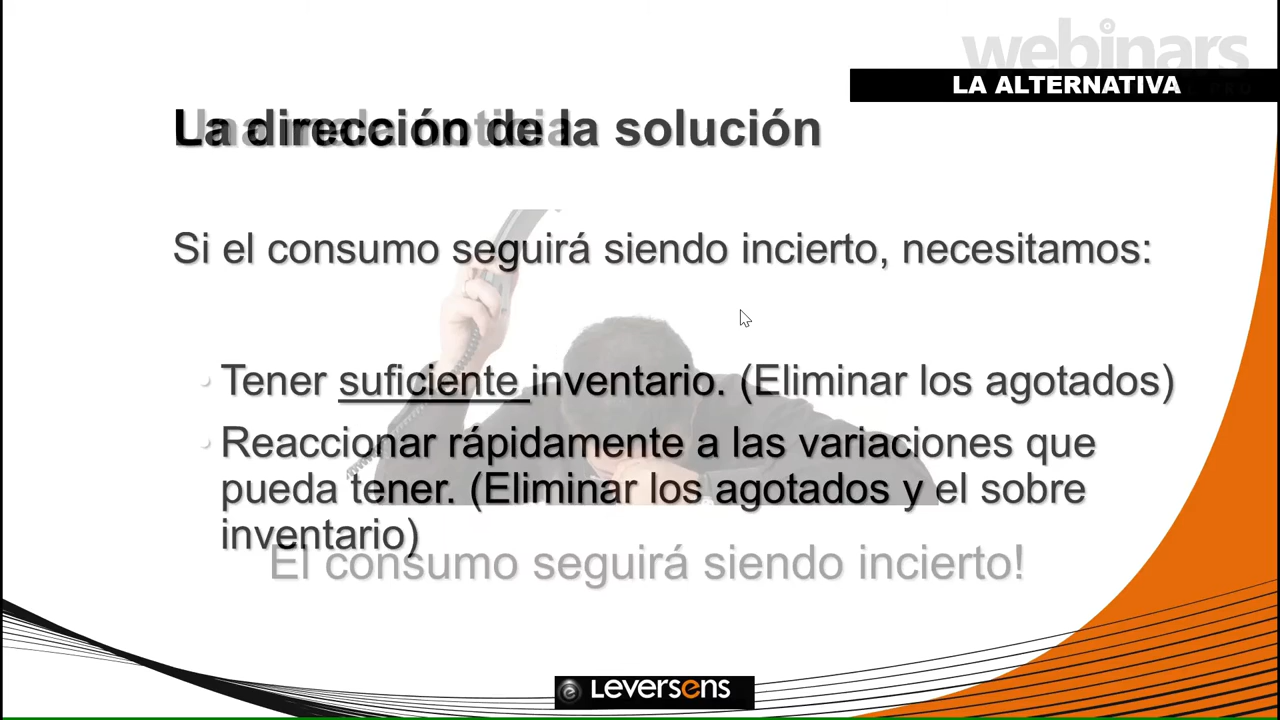 webinars
LA ALTERNATIVA
La dirección de la solución
Si el consumo seguirá siendo incierto, necesitamos:
• Tener suficiente inventario. (Eliminar los agotados)
• Reaccionar rápidamente a las variaciones que
pueda tener. (Eliminar los agotados y el sobre
inventario)
El consumo seguirá siendo incierto!
e LEVERSENS